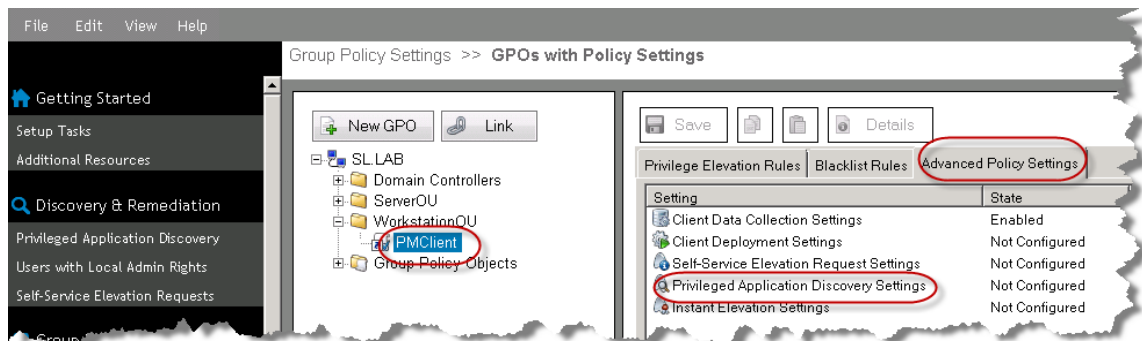 File Edit View Help
Group Policy Settings >> GPOs with Policy Settings
Getting Started
Setup Tasks
Additional Resources
Discovery & Remediation
Privileged Application Discovery
Users with Local Admin Rights
Self-Service Elevation Requests
Group
New GPO Link
SL.LAB
Domain Controllers
ServerOU
WorkstationOU
PMClient
Group Policy Objects
Save Details
Privilege Elevation Rules Blacklist Rules Advanced Policy Settings
Setting State
Client Data Collection Settings Enabled
Client Deployment Settings Not Configured
Self-Service Elevation Request Settings Not Configured
Privileged Application Discovery Settings Not Configured
Instant Elevation Settings Not Configured